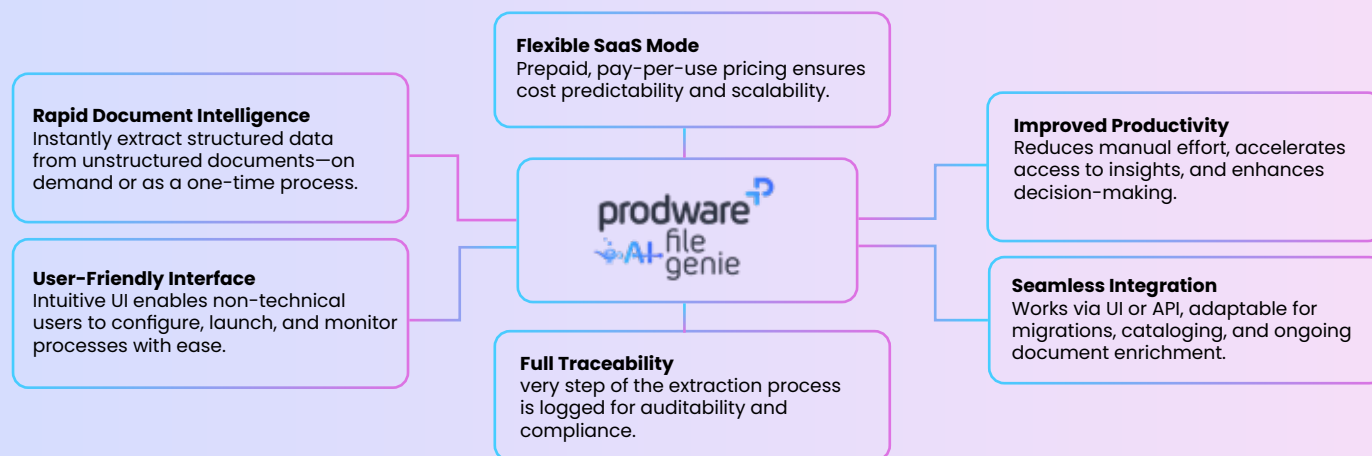 Flexible SaaS Mode
Prepaid, pay-per-use pricing ensures
cost predictability and scalability.
Rapid Document Intelligence
Instantly extract structured data
from unstructured documents—on
demand or as a one-time process.
Improved Productivity
Reduces manual effort, accelerates
access to insights, and enhances
decision-making.
prodware
AI file
genie
User-Friendly Interface
Intuitive UI enables non-technical
users to configure, launch, and monitor
processes with ease.
Seamless Integration
Works via UI or API, adaptable for
migrations, cataloging, and ongoing
document enrichment.
Full Traceability
very step of the extraction process
is logged for auditability and
compliance.